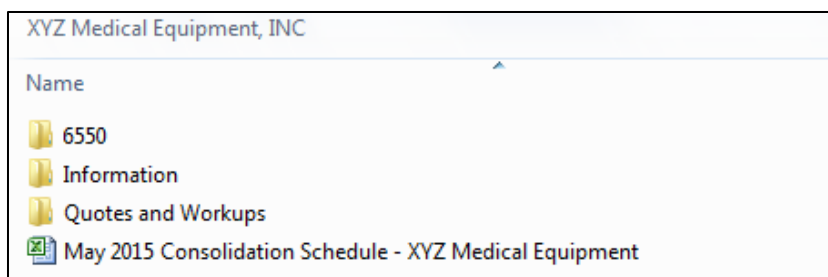 XYZ Medical Equipment, INC
Name
6550
Information
Quotes and Workups
May 2015 Consolidation Schedule - XYZ Medical Equipment